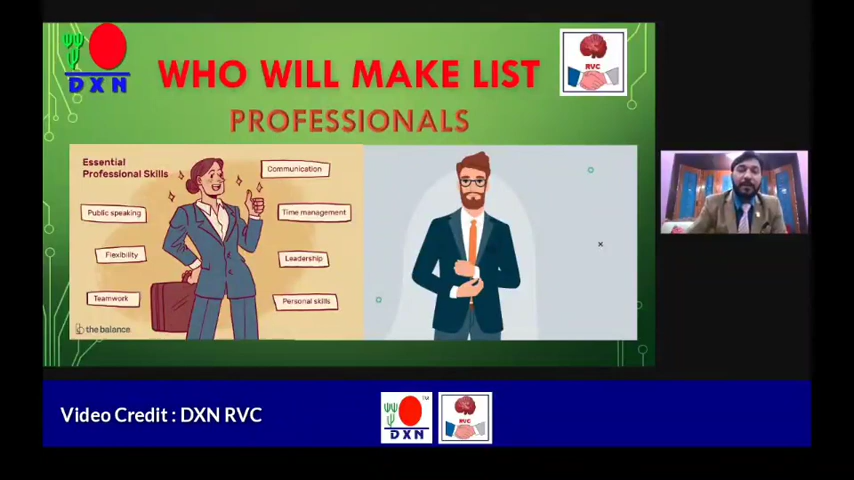 DXN
WHO WILL MAKE LIST
RVC
PROFESSIONALS
Essential
Professional Skills
Communication
Public speaking
Time management
Flexibility
Leadership
Teamwork
Personal skills
the balance
Video Credit : DXN RVC
DXN
TM
RVC